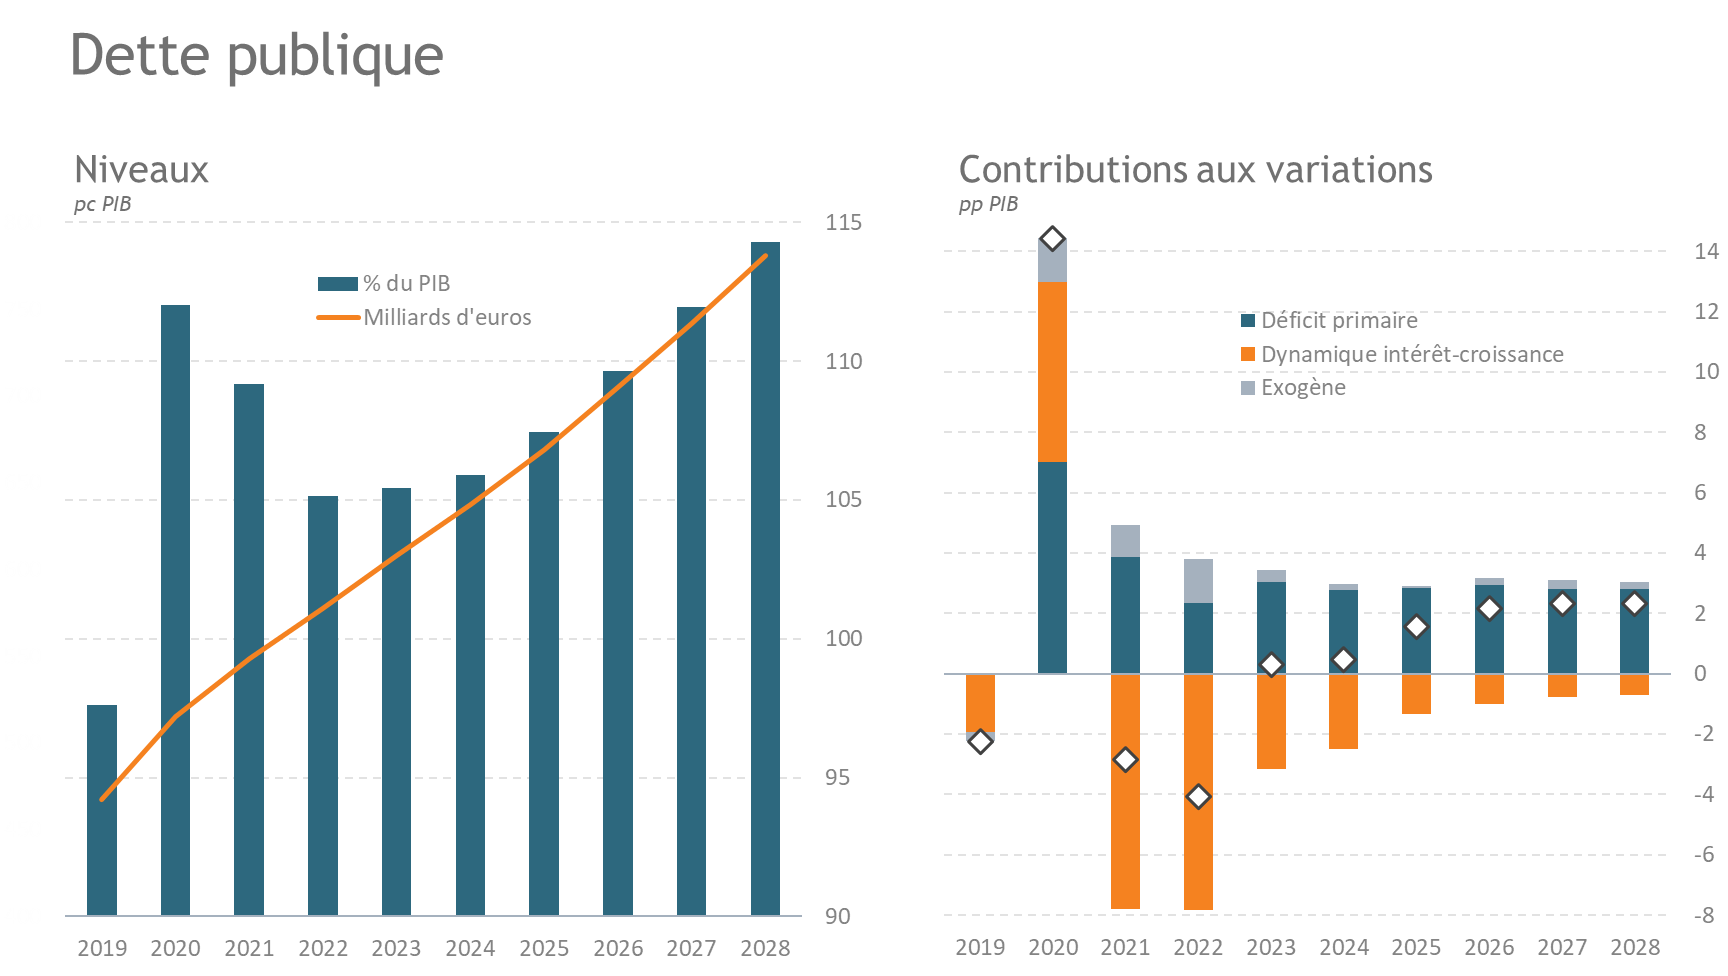 Dette publique
Niveaux
pc PIB
% du PIB
Milliards d'euros
115
110
105
100
95
90
2019 2020 2021 2022 2023 2024 2025 2026 2027 2028
Contributions aux variations
pp PIB
Déficit primaire
Dynamique intérêt-croissance
Exogène
14
12
10
8
6
4
2
0
-2
-4
-6
-8
2019 2020 2021 2022 2023 2024 2025 2026 2027 2028